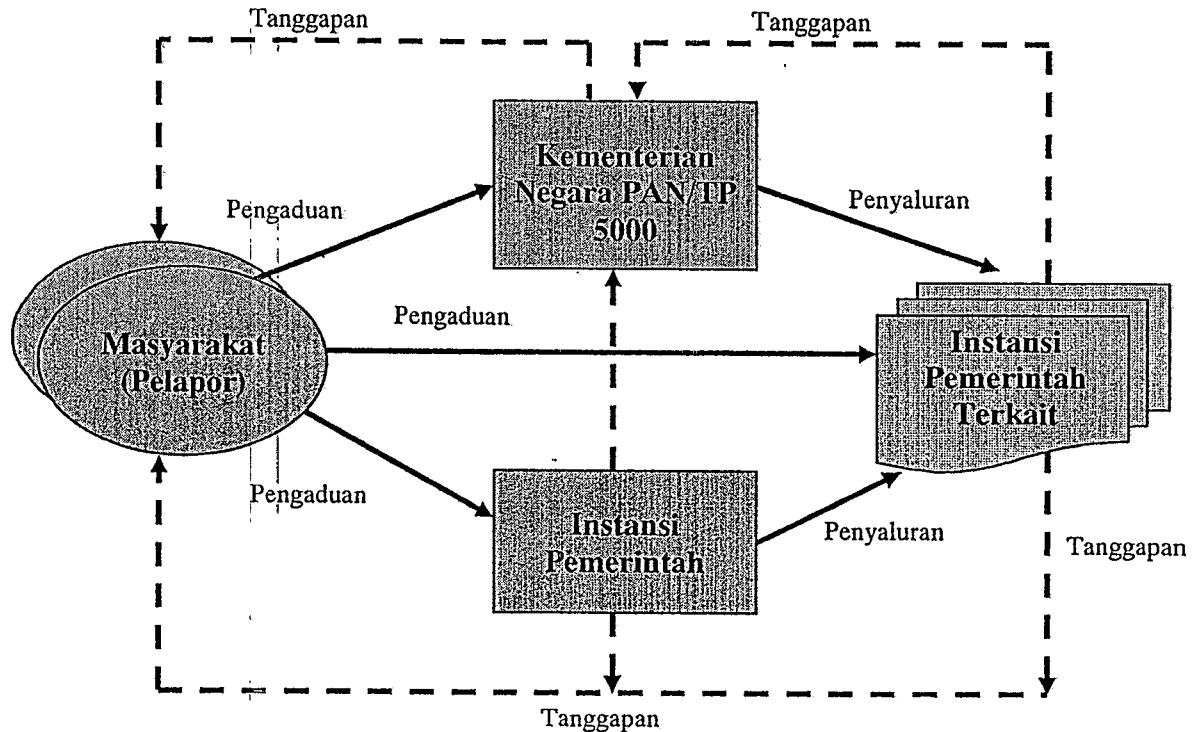 Tanggapan
Tanggapan
Kementerian
Negara PAN/TP
5000
Pengaduan
Penyaluran
Pengaduan
Masyarakat
(Pelapor)
Instansi
Pemerintah
Terkait
Pengaduan
Instansi
Pemerintah
Penyaluran
Tanggapan
Tanggapan